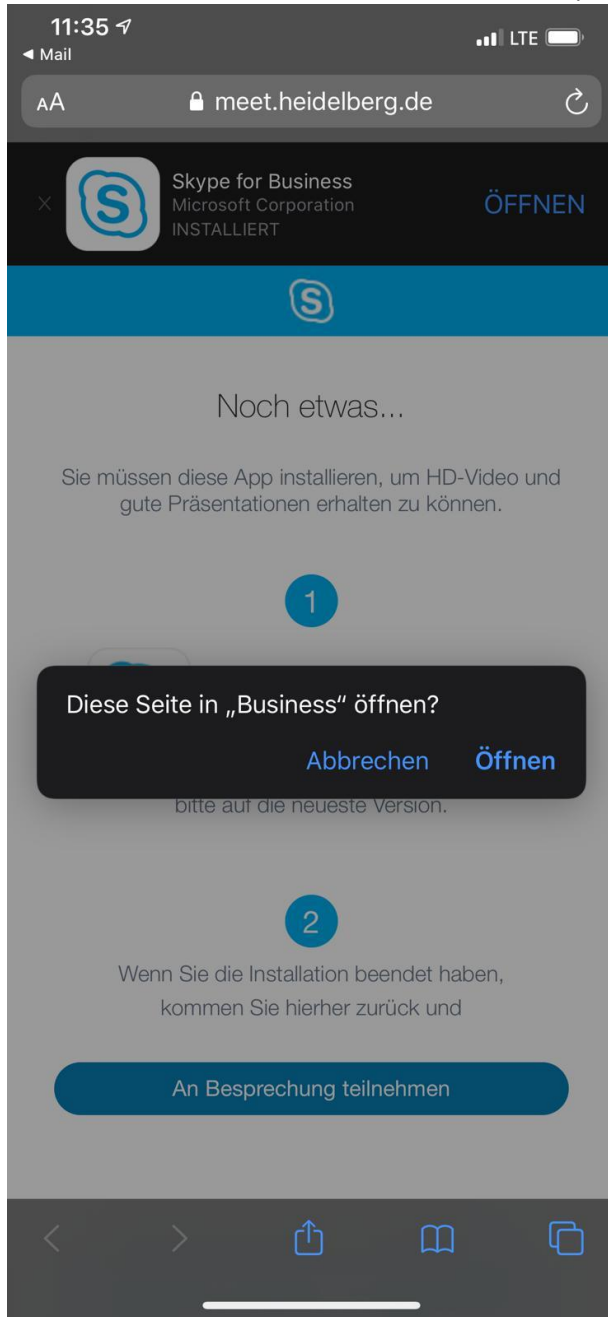 11:35
◀ Mail
LTE
AA
meet.heidelberg.de
Skype for Business
Microsoft Corporation
INSTALLIERT
ÖFFNEN
Noch etwas...
Sie müssen diese App installieren, um HD-Video und
gute Präsentationen erhalten zu können.
1
Diese Seite in „Business“ öffnen?
Abbrechen
Öffnen
bitte auf die neueste Version.
2
Wenn Sie die Installation beendet haben,
kommen Sie hierher zurück und
An Besprechung teilnehmen